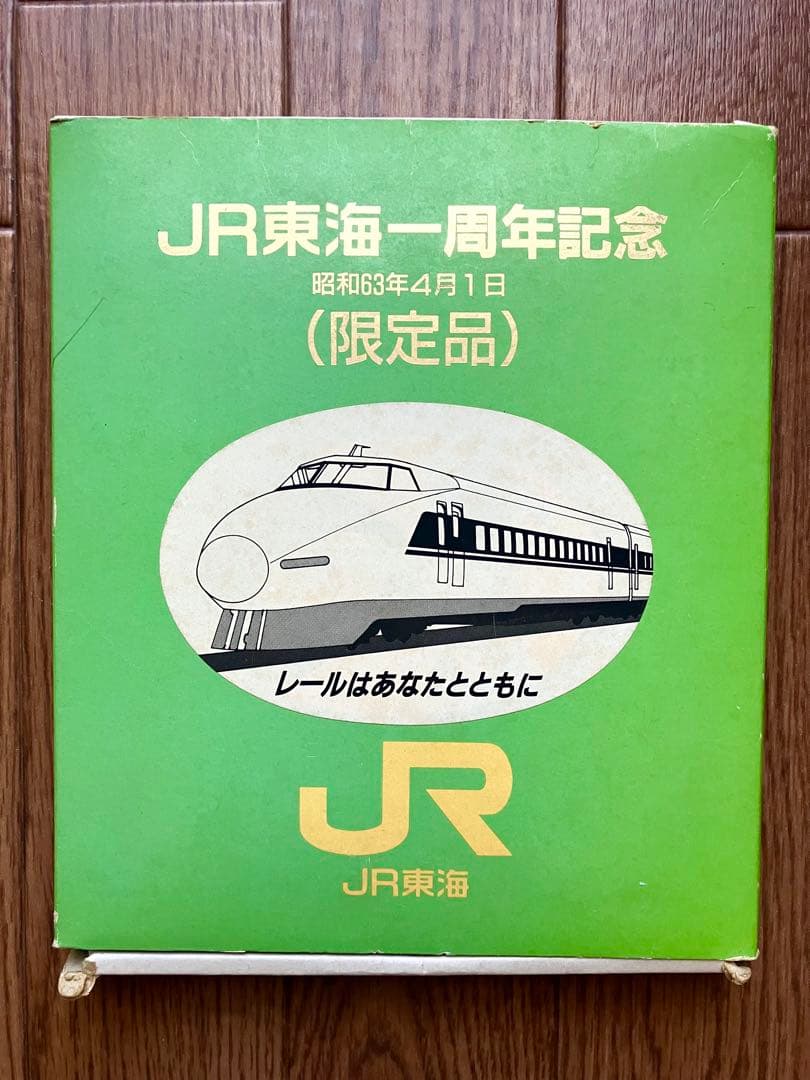 JR東海一周年記念
昭和63年4月1日
(限定品)
レールはあなたとともに
JR
JR東海